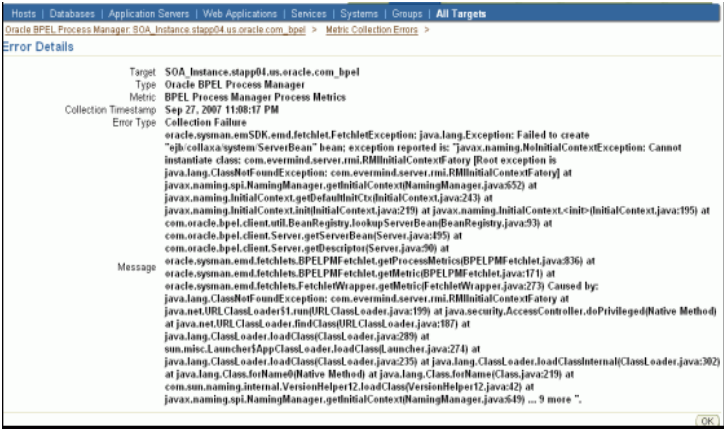 Hosts | Databases | Application Servers | Web Applications | Services | Systems | Groups | All Targets
Oracle BPEL Process Manager: SOA_Instance.stapp04.us.oracle.com_bpel > Metric Collection Errors >
Error Details
Target SOA_Instance.stapp04.us.oracle.com_bpel
Type Oracle BPEL Process Manager
Metric BPEL Process Manager Process Metrics
Collection Timestamp Sep 27, 2007 11:08:17 PM
Error Type Collection Failure
oracle.sysman.emSDK.emd.fetchlet.FetchletException: java.lang.Exception: Failed to create
"ejb/collaxa/system/ServerBean" bean; exception reported is: "javax.naming.NoInitialContextException: Cannot
instantiate class: com.evermind.server.rmi.RMIInitialContextFatory [Root exception is
java.lang.ClassNotFoundException: com.evermind.server.rmi.RMIInitialContextFatory] at
javax.naming.spi.NamingManager.getInitialContext(NamingManager.java:652) at
javax.naming.InitialContext.getDefaultInitCtx(InitialContext.java:243) at
javax.naming.InitialContext.init(InitialContext.java:219) at javax.naming.InitialContext.<init>(InitialContext.java:195) at
com.oracle.bpel.client.util.BeanRegistry.lookupServerBean(BeanRegistry.java:93) at
com.oracle.bpel.client.Server.getServerBean(Server.java:495) at
com.oracle.bpel.client.Server.getDescriptor(Server.java:90) at
oracle.sysman.emd.fetchlets.BPELPMFetchlet.getProcessMetrics(BPELPMFetchlet.java:836) at
Message oracle.sysman.emd.fetchlets.BPELPMFetchlet.getMetric(BPELPMFetchlet.java:171) at
oracle.sysman.emd.fetchlets.FetchletWrapper.getMetric(FetchletWrapper.java:273) Caused by:
java.lang.ClassNotFoundException: com.evermind.server.rmi.RMIInitialContextFatory at
java.net.URLClassLoader$1.run(URLClassLoader.java:199) at java.security.AccessController.doPrivileged(Native Method)
at java.net.URLClassLoader.findClass(URLClassLoader.java:187) at
java.lang.ClassLoader.loadClass(ClassLoader.java:289) at
sun.misc.Launcher$AppClassLoader.loadClass(Launcher.java:274) at
java.lang.ClassLoader.loadClass(ClassLoader.java:235) at java.lang.ClassLoader.loadClassInternal(ClassLoader.java:302)
at java.lang.Class.forName0(Native Method) at java.lang.Class.forName(Class.java:219) at
com.sun.naming.internal.VersionHelper12.loadClass(VersionHelper12.java:42) at
javax.naming.spi.NamingManager.getInitialContext(NamingManager.java:649) ... 9 more ".
OK